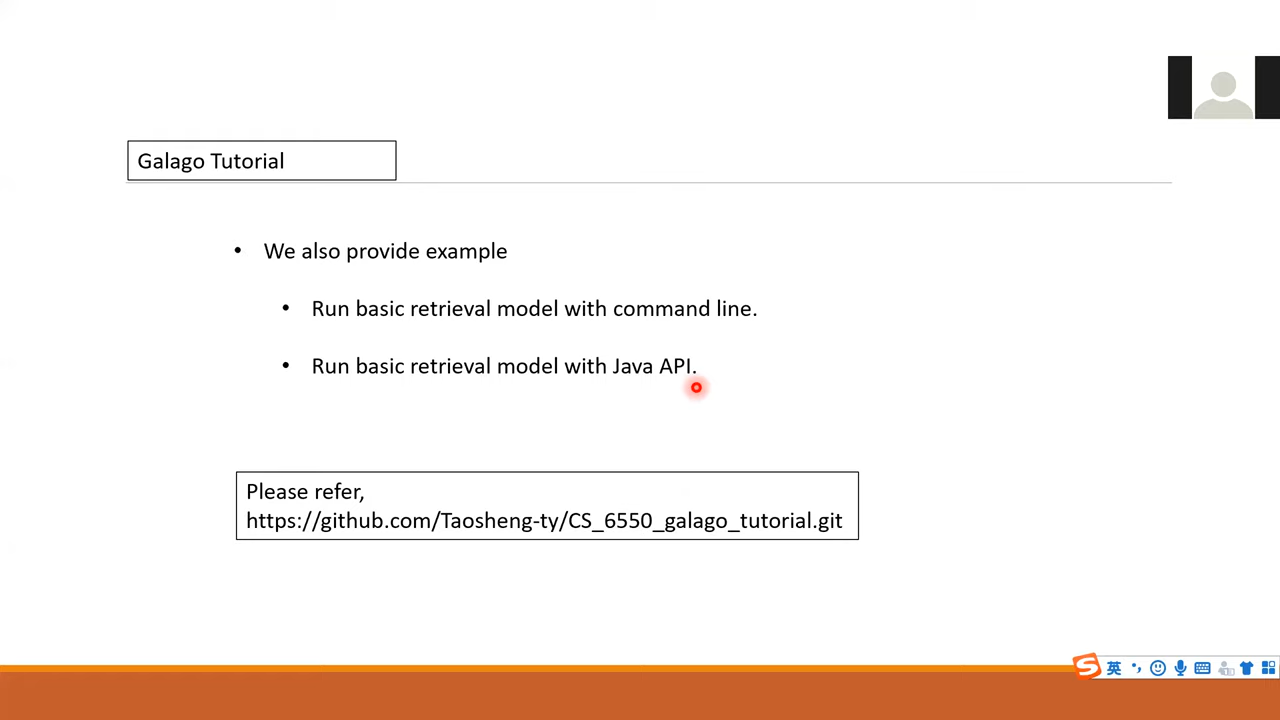 Galago Tutorial
• We also provide example
• Run basic retrieval model with command line.
• Run basic retrieval model with Java API.
Please refer,
https://github.com/Taosheng-ty/CS_6550_galago_tutorial.git
S 英